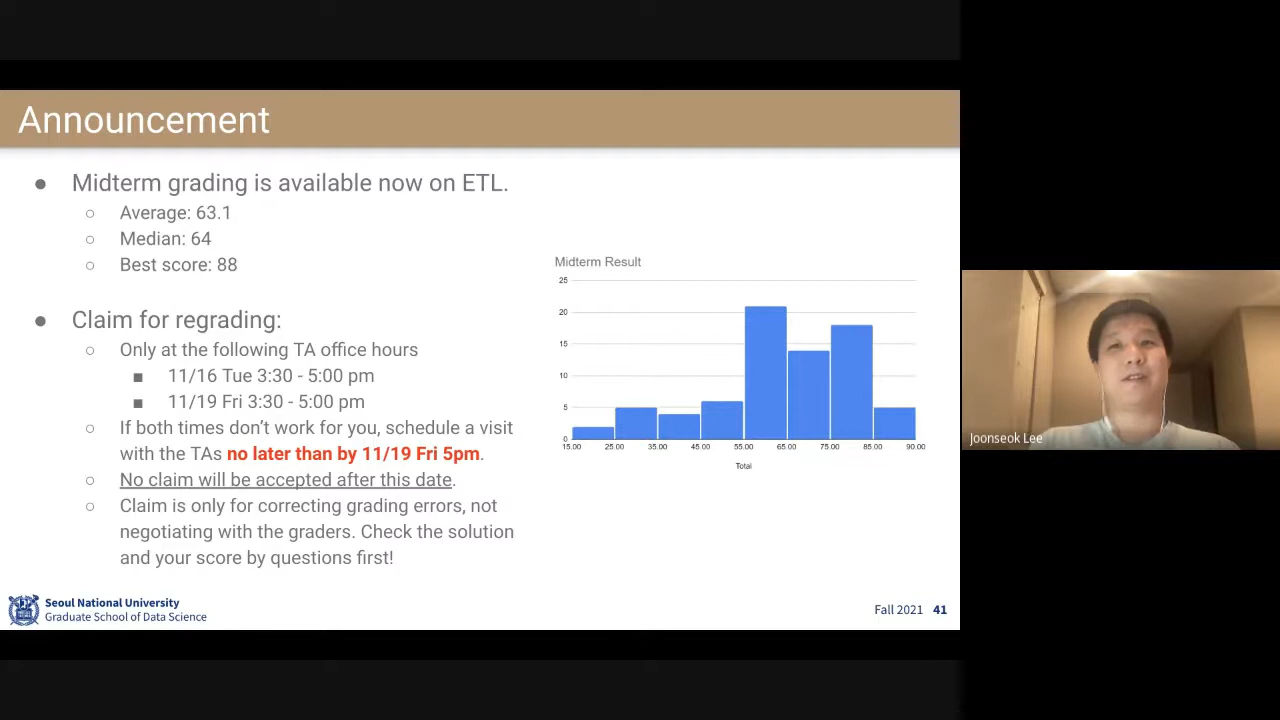 Announcement
● Midterm grading is available now on ETL.
○ Average: 63.1
○ Median: 64
○ Best score: 88
● Claim for regrading:
○ Only at the following TA office hours
■ 11/16 Tue 3:30 - 5:00 pm
■ 11/19 Fri 3:30 - 5:00 pm
○ If both times don’t work for you, schedule a visit
with the TAs no later than by 11/19 Fri 5pm.
○ No claim will be accepted after this date.
○ Claim is only for correcting grading errors, not
negotiating with the graders. Check the solution
and your score by questions first!
Midterm Result
25
20
15
10
5
0
15.00 25.00 35.00 45.00 55.00 65.00 75.00 85.00 90.00
Total
Joonseok Lee
Seoul National University
Graduate School of Data Science
Fall 2021 41